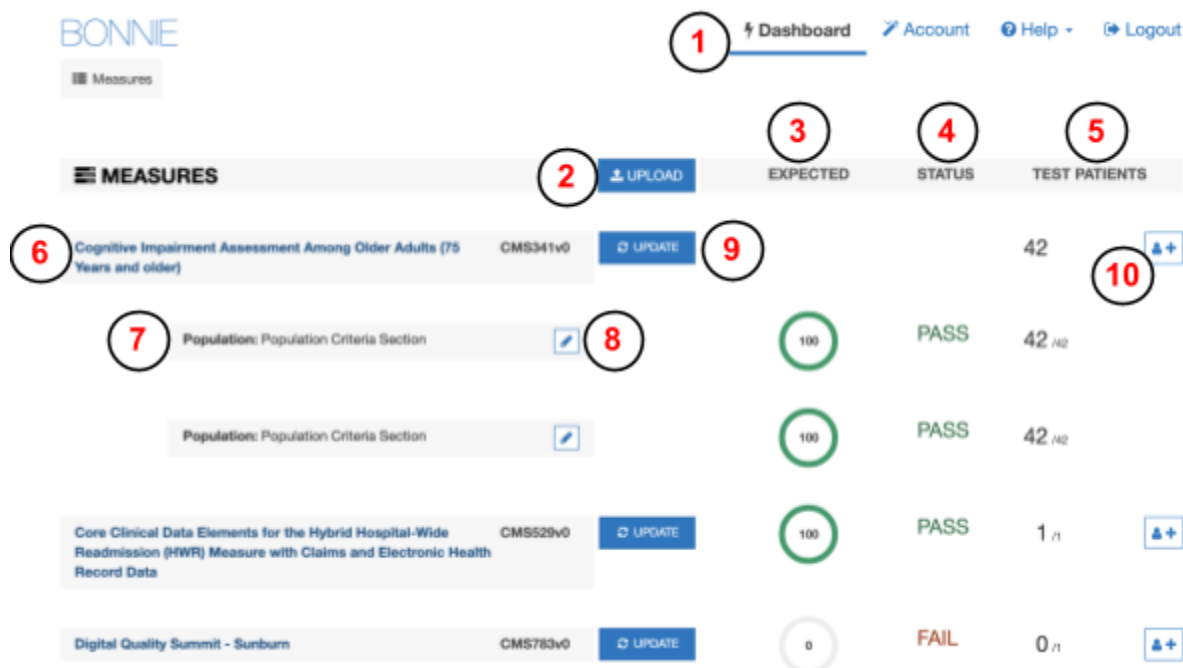 BONNIE
1
Dashboard
Account
Help
Logout
Measures
3
4
5
MEASURES
2
UPLOAD
EXPECTED
STATUS
TEST PATIENTS
6
Cognitive Impairment Assessment Among Older Adults (75
Years and older)
CMS341v0
UPDATE
9
42
10
7
Population: Population Criteria Section
8
100
PASS
42 /42
Population: Population Criteria Section
100
PASS
42 /42
Core Clinical Data Elements for the Hybrid Hospital-Wide
Readmission (HWR) Measure with Claims and Electronic Health
Record Data
CMS529v0
UPDATE
100
PASS
1 /1
Digital Quality Summit - Sunburn
CMS783v0
UPDATE
0
FAIL
0 /1